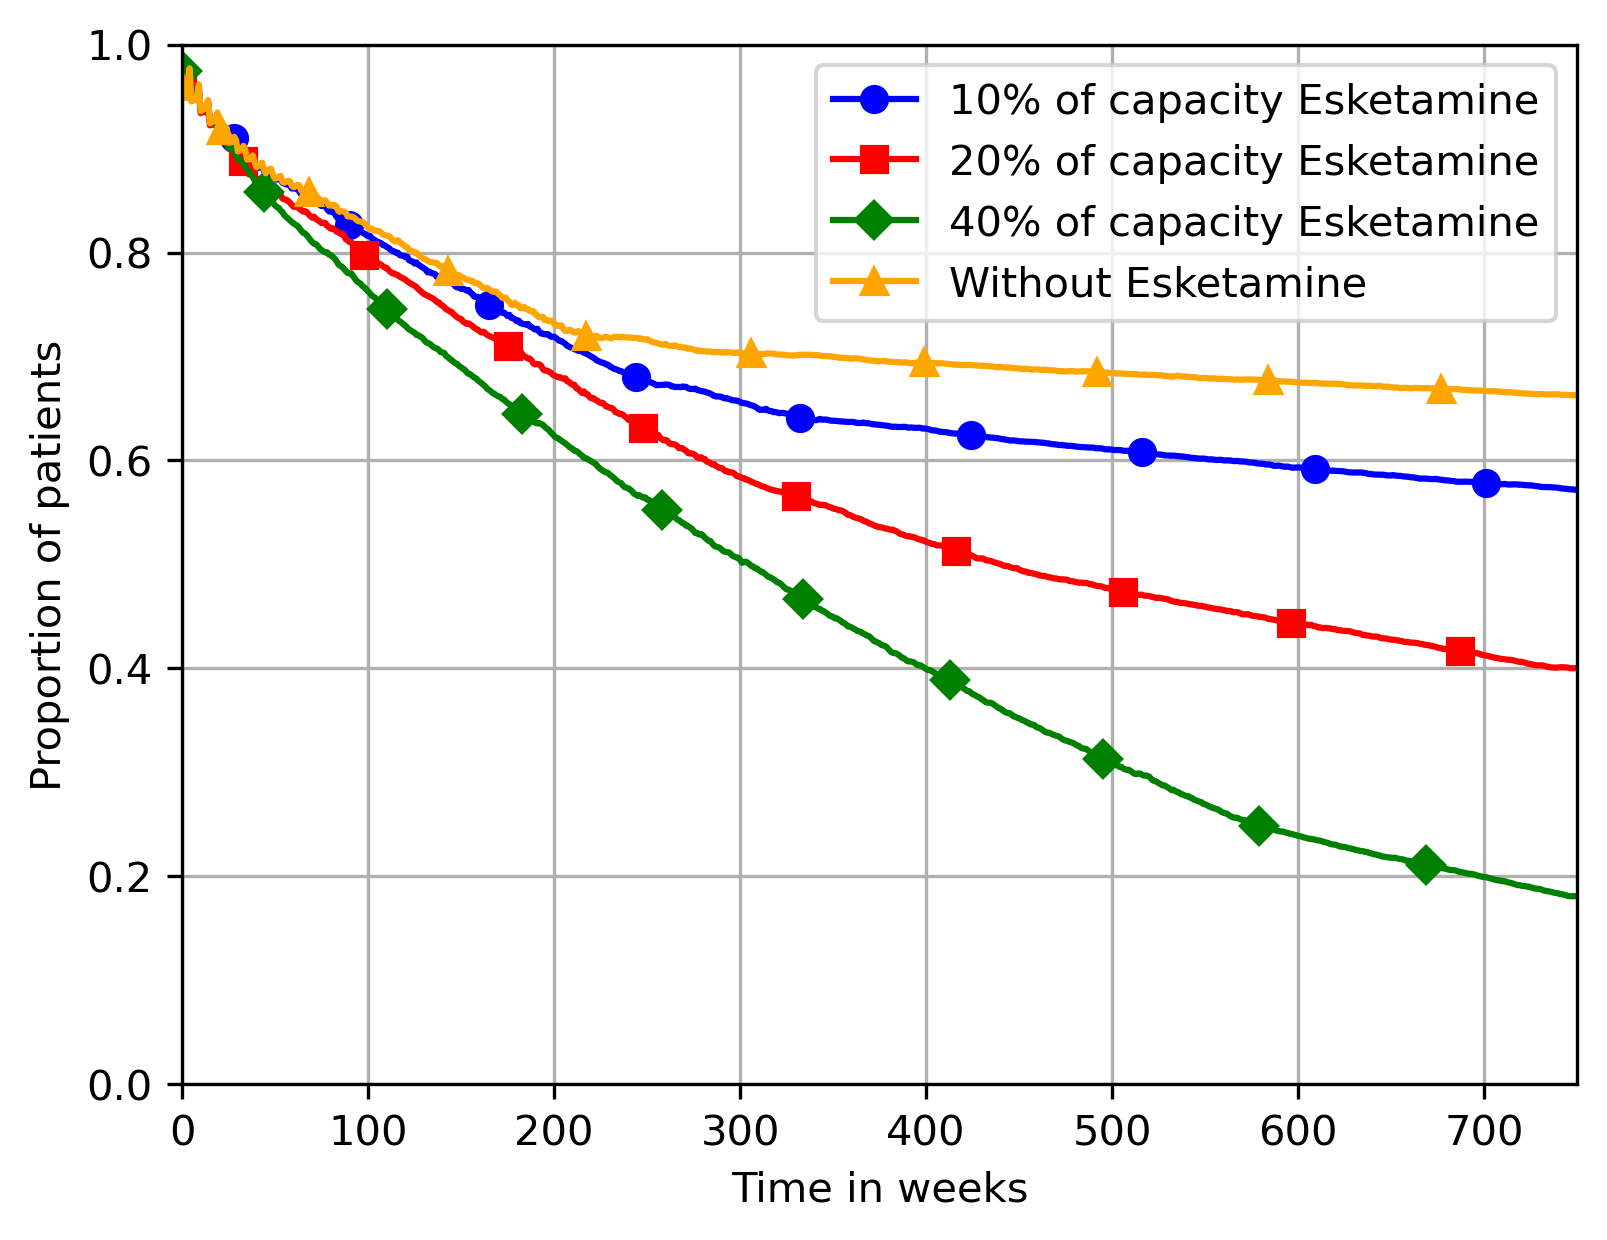 1.0
0.8
0.6
0.4
0.2
0.0
0 100 200 300 400 500 600 700
Time in weeks
Proportion of patients
10% of capacity Esketamine
20% of capacity Esketamine
40% of capacity Esketamine
Without Esketamine